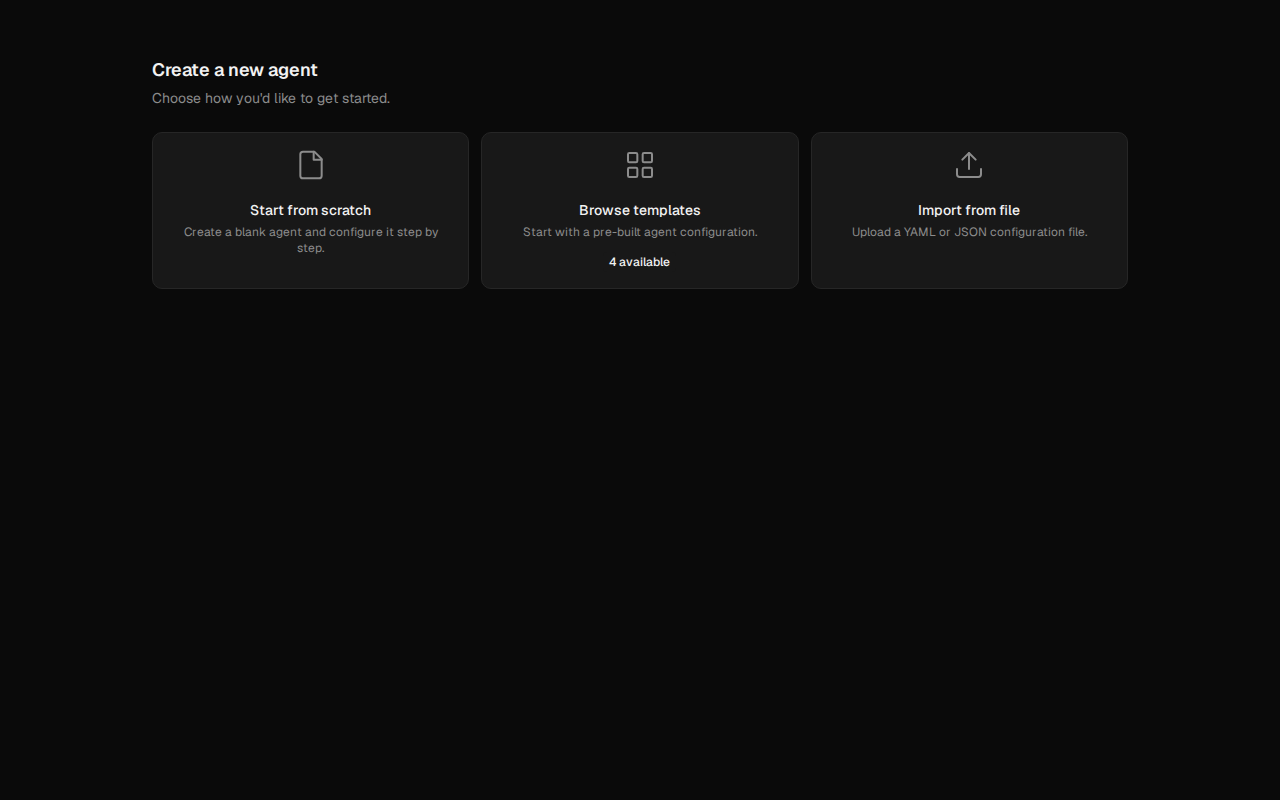 Create a new agent
Choose how you'd like to get started.
Start from scratch
Create a blank agent and configure it step by
step.
Browse templates
Start with a pre-built agent configuration.
4 available
Import from file
Upload a YAML or JSON configuration file.